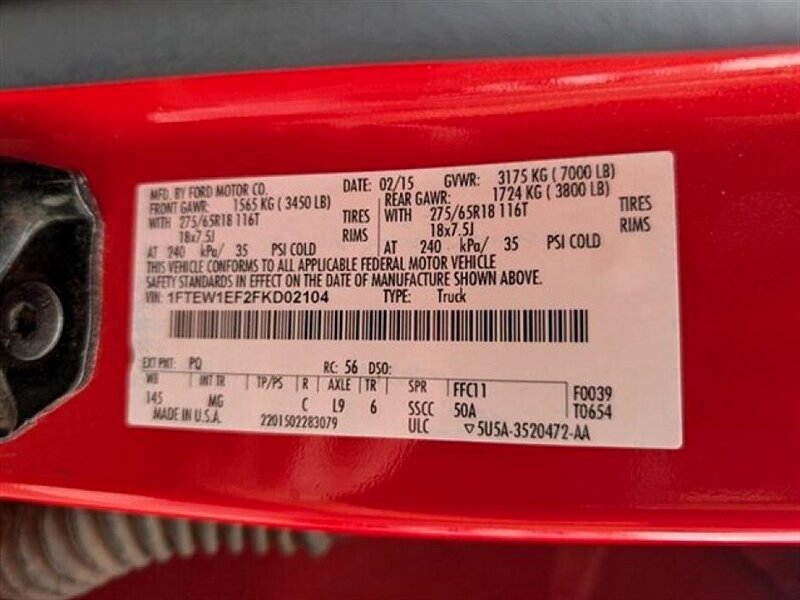 MFD. BY FORD MOTOR CO. DATE: 02/15 GVWR: 3175 KG ( 7000 LB)
FRONT GAWR: 1565 KG ( 3450 LB) REAR GAWR: 1724 KG ( 3800 LB)
WITH 275/65R18 116T TIRES WITH 275/65R18 116T TIRES
18x7.5J RIMS 18x7.5J RIMS
AT 240 kPa/ 35 PSI COLD AT 240 kPa/ 35 PSI COLD
THIS VEHICLE CONFORMS TO ALL APPLICABLE FEDERAL MOTOR VEHICLE
SAFETY STANDARDS IN EFFECT ON THE DATE OF MANUFACTURE SHOWN ABOVE.
VIN: 1FTEW1EF2FKD02104 TYPE: Truck
EXT PNT: PQ RC: 56 DSO:
WB INT TR TP/PS R AXLE TR SPR FFC11 F0039
145 MG C L9 6 SSCC 50A T0654
MADE IN U.S.A. 2201502283079 ULC ▽5U5A-3520472-AA